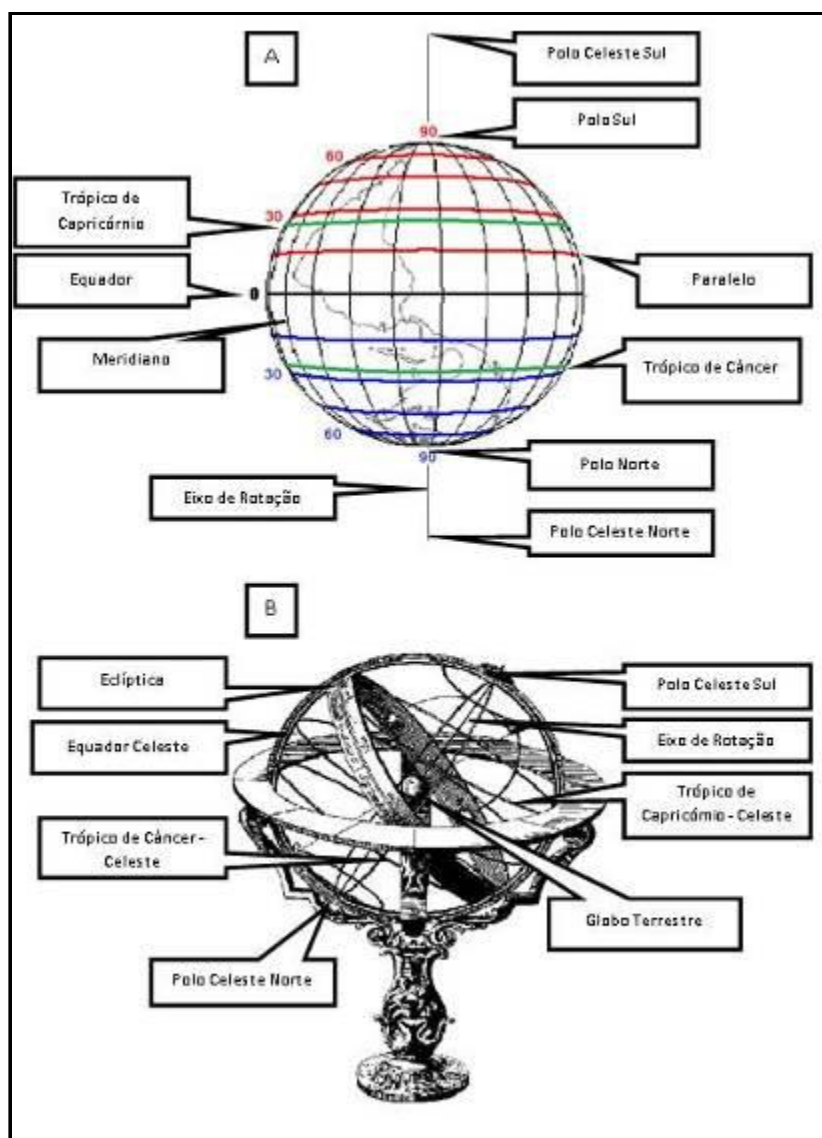 A
Polo Celeste Sul
Polo Sul
90
60
Trópico de
Capricórnio
30
Equador
0
Paralelo
Meridiano
30
Trópico de Câncer
60
90
Polo Norte
Eixo de Rotação
Polo Celeste Norte
B
Eclíptica
Polo Celeste Sul
Equador Celeste
Eixo de Rotação
Trópico de
Capricórnio - Celeste
Trópico de Câncer -
Celeste
Globo Terrestre
Polo Celeste Norte